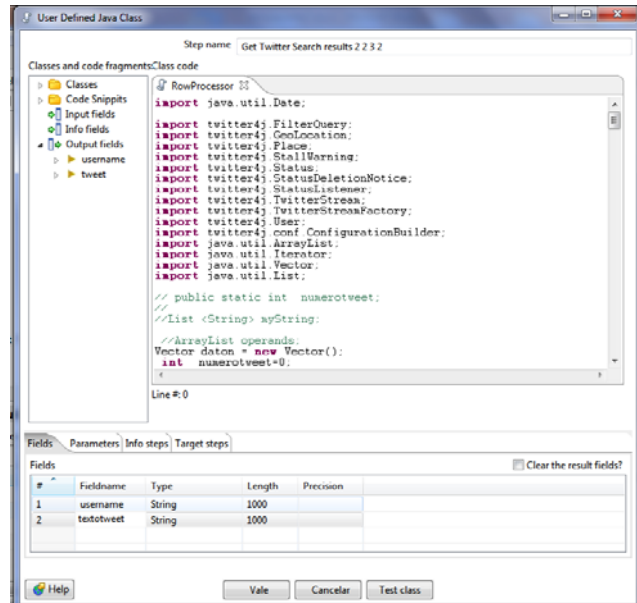 User Defined Java Class
Step name Get Twitter Search results 2 2 3 2
Classes and code fragments:Class code
Classes
Code Snippits
Input fields
Info fields
Output fields
username
tweet
RowProcessor
import java.util.Date;
import twitter4j.FilterQuery;
import twitter4j.GeoLocation;
import twitter4j.Place;
import twitter4j.StallWarning;
import twitter4j.Status;
import twitter4j.StatusDeletionNotice;
import twitter4j.StatusListener;
import twitter4j.TwitterStream;
import twitter4j.TwitterStreamFactory;
import twitter4j.User;
import twitter4j.conf.ConfigurationBuilder;
import java.util.ArrayList;
import java.util.Iterator;
import java.util.Vector;
import java.util.List;
// public static int numerotweet;
//
//List <String> myString;
//ArrayList operands;
Vector daton = new Vector();
int numerotweet=0;
Line #: 0
Fields Parameters Info steps Target steps
Fields Clear the result fields?
# Fieldname Type Length Precision
1 username String 1000
2 textotweet String 1000
Help Vale Cancelar Test class